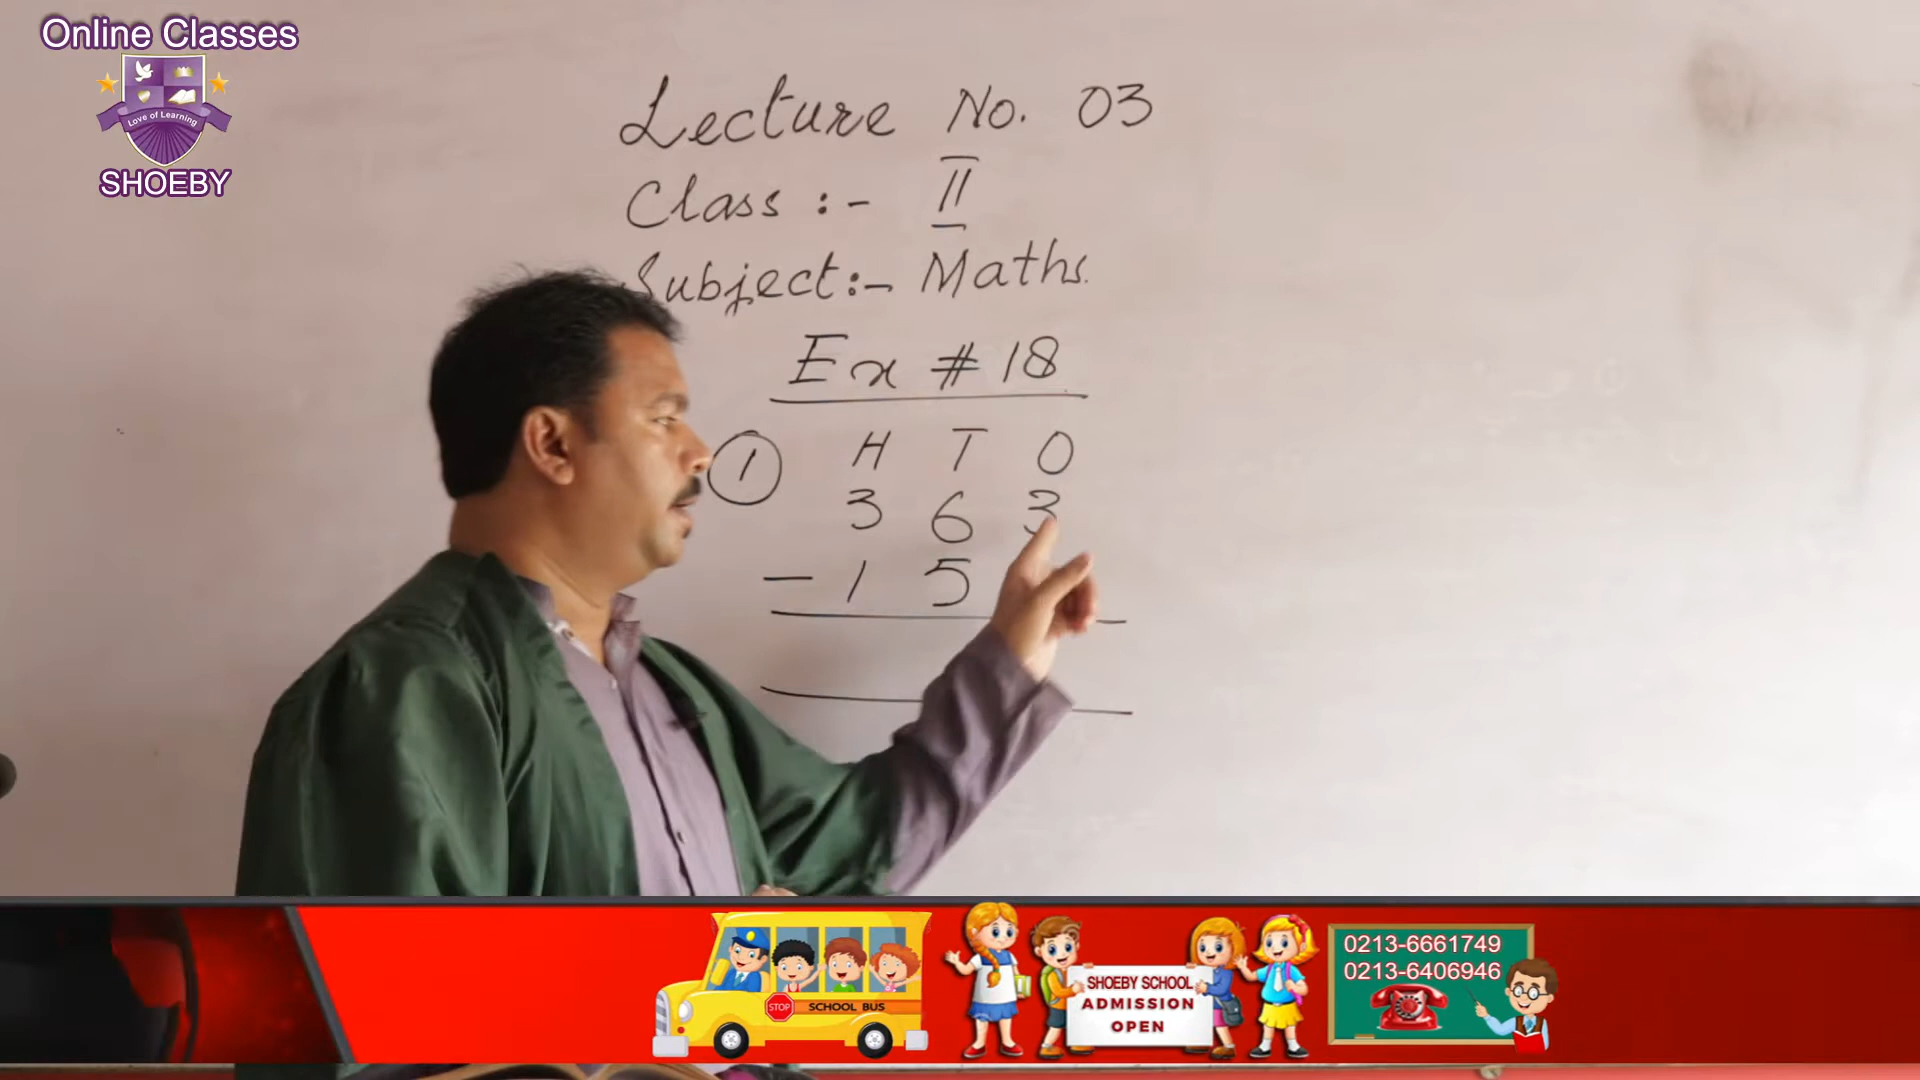 Online Classes
Love of Learning
SHOEBY
Lecture No. 03
Class :- II
Subject:- Maths.
Ex # 18
1 H T O
3 6 3
- 1 5
STOP SCHOOL BUS
SHOEBY SCHOOL
ADMISSION
OPEN
0213-6661749
0213-6406946